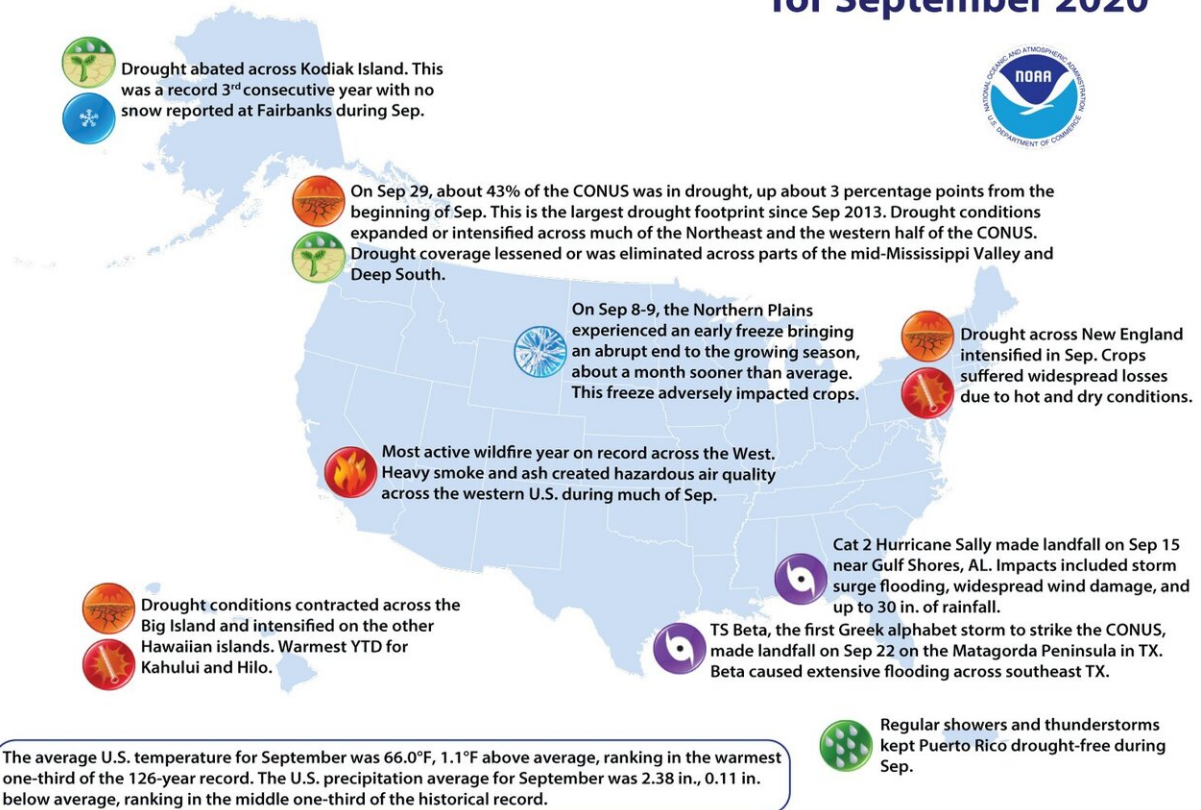 for September 2020
NATIONAL OCEANIC AND ATMOSPHERIC ADMINISTRATION
NOAA
U.S. DEPARTMENT OF COMMERCE
Drought abated across Kodiak Island. This
was a record 3rd consecutive year with no
snow reported at Fairbanks during Sep.
On Sep 29, about 43% of the CONUS was in drought, up about 3 percentage points from the
beginning of Sep. This is the largest drought footprint since Sep 2013. Drought conditions
expanded or intensified across much of the Northeast and the western half of the CONUS.
Drought coverage lessened or was eliminated across parts of the mid-Mississippi Valley and
Deep South.
On Sep 8-9, the Northern Plains
experienced an early freeze bringing
an abrupt end to the growing season,
about a month sooner than average.
This freeze adversely impacted crops.
Drought across New England
intensified in Sep. Crops
suffered widespread losses
due to hot and dry conditions.
Most active wildfire year on record across the West.
Heavy smoke and ash created hazardous air quality
across the western U.S. during much of Sep.
Cat 2 Hurricane Sally made landfall on Sep 15
near Gulf Shores, AL. Impacts included storm
surge flooding, widespread wind damage, and
up to 30 in. of rainfall.
Drought conditions contracted across the
Big Island and intensified on the other
Hawaiian islands. Warmest YTD for
Kahului and Hilo.
TS Beta, the first Greek alphabet storm to strike the CONUS,
made landfall on Sep 22 on the Matagorda Peninsula in TX.
Beta caused extensive flooding across southeast TX.
Regular showers and thunderstorms
kept Puerto Rico drought-free during
Sep.
The average U.S. temperature for September was 66.0°F, 1.1°F above average, ranking in the warmest
one-third of the 126-year record. The U.S. precipitation average for September was 2.38 in., 0.11 in.
below average, ranking in the middle one-third of the historical record.